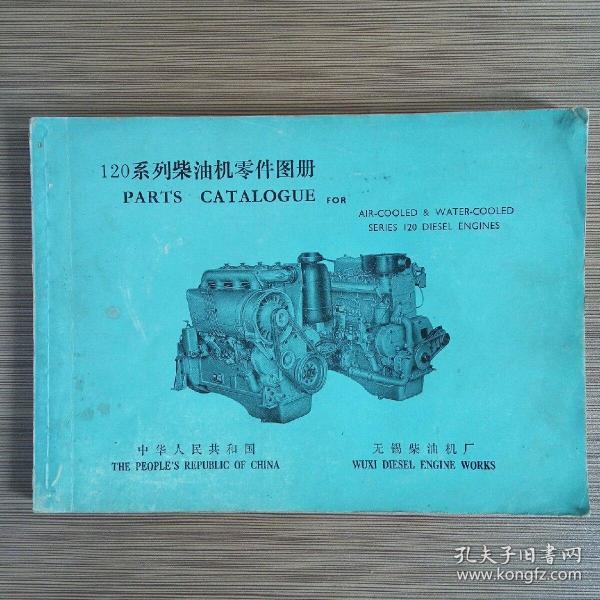 120系列柴油机零件图册
PARTS CATALOGUE FOR
AIR-COOLED & WATER-COOLED
SERIES 120 DIESEL ENGINES
中华人民共和国
THE PEOPLE'S REPUBLIC OF CHINA
无锡柴油机厂
WUXI DIESEL ENGINE WORKS
孔夫子旧书网
www.kongfz.com